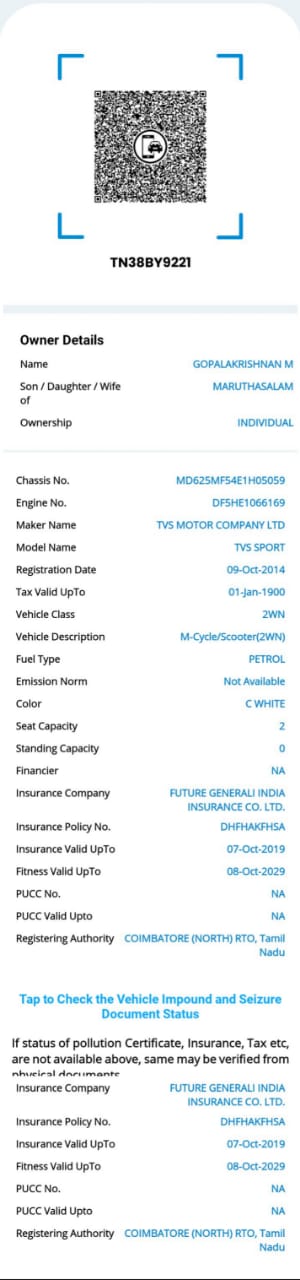 TN38BY9221
Owner Details
Name GOPALAKRISHNAN M
Son / Daughter / Wife MARUTHASALAM
of
Ownership INDIVIDUAL
Chassis No. MD625MF54E1H05059
Engine No. DF5HE1066169
Maker Name TVS MOTOR COMPANY LTD
Model Name TVS SPORT
Registration Date 09-Oct-2014
Tax Valid UpTo 01-Jan-1900
Vehicle Class 2WN
Vehicle Description M-Cycle/Scooter(2WN)
Fuel Type PETROL
Emission Norm Not Available
Color C WHITE
Seat Capacity 2
Standing Capacity 0
Financier NA
Insurance Company FUTURE GENERALI INDIA
INSURANCE CO. LTD.
Insurance Policy No. DHFHAKFHSA
Insurance Valid UpTo 07-Oct-2019
Fitness Valid UpTo 08-Oct-2029
PUCC No. NA
PUCC Valid Upto NA
Registering Authority COIMBATORE (NORTH) RTO, Tamil
Nadu
Tap to Check the Vehicle Impound and Seizure
Document Status
If status of pollution Certificate, Insurance, Tax etc,
are not available above, same may be verified from
physical documents
Insurance Company FUTURE GENERALI INDIA
INSURANCE CO. LTD.
Insurance Policy No. DHFHAKFHSA
Insurance Valid UpTo 07-Oct-2019
Fitness Valid UpTo 08-Oct-2029
PUCC No. NA
PUCC Valid Upto NA
Registering Authority COIMBATORE (NORTH) RTO, Tamil
Nadu